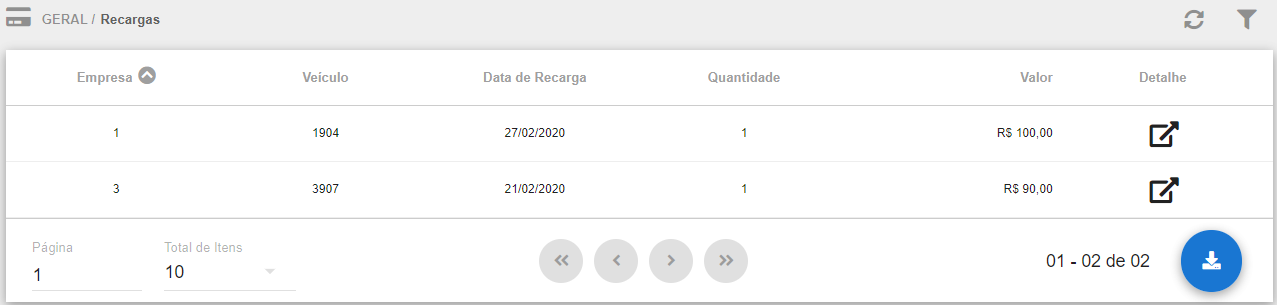 GERAL / Recargas
Empresa Veículo Data de Recarga Quantidade Valor Detalhe
1 1904 27/02/2020 1 R$ 100,00
3 3907 21/02/2020 1 R$ 90,00
Página Total de Itens
1 10 01 - 02 de 02